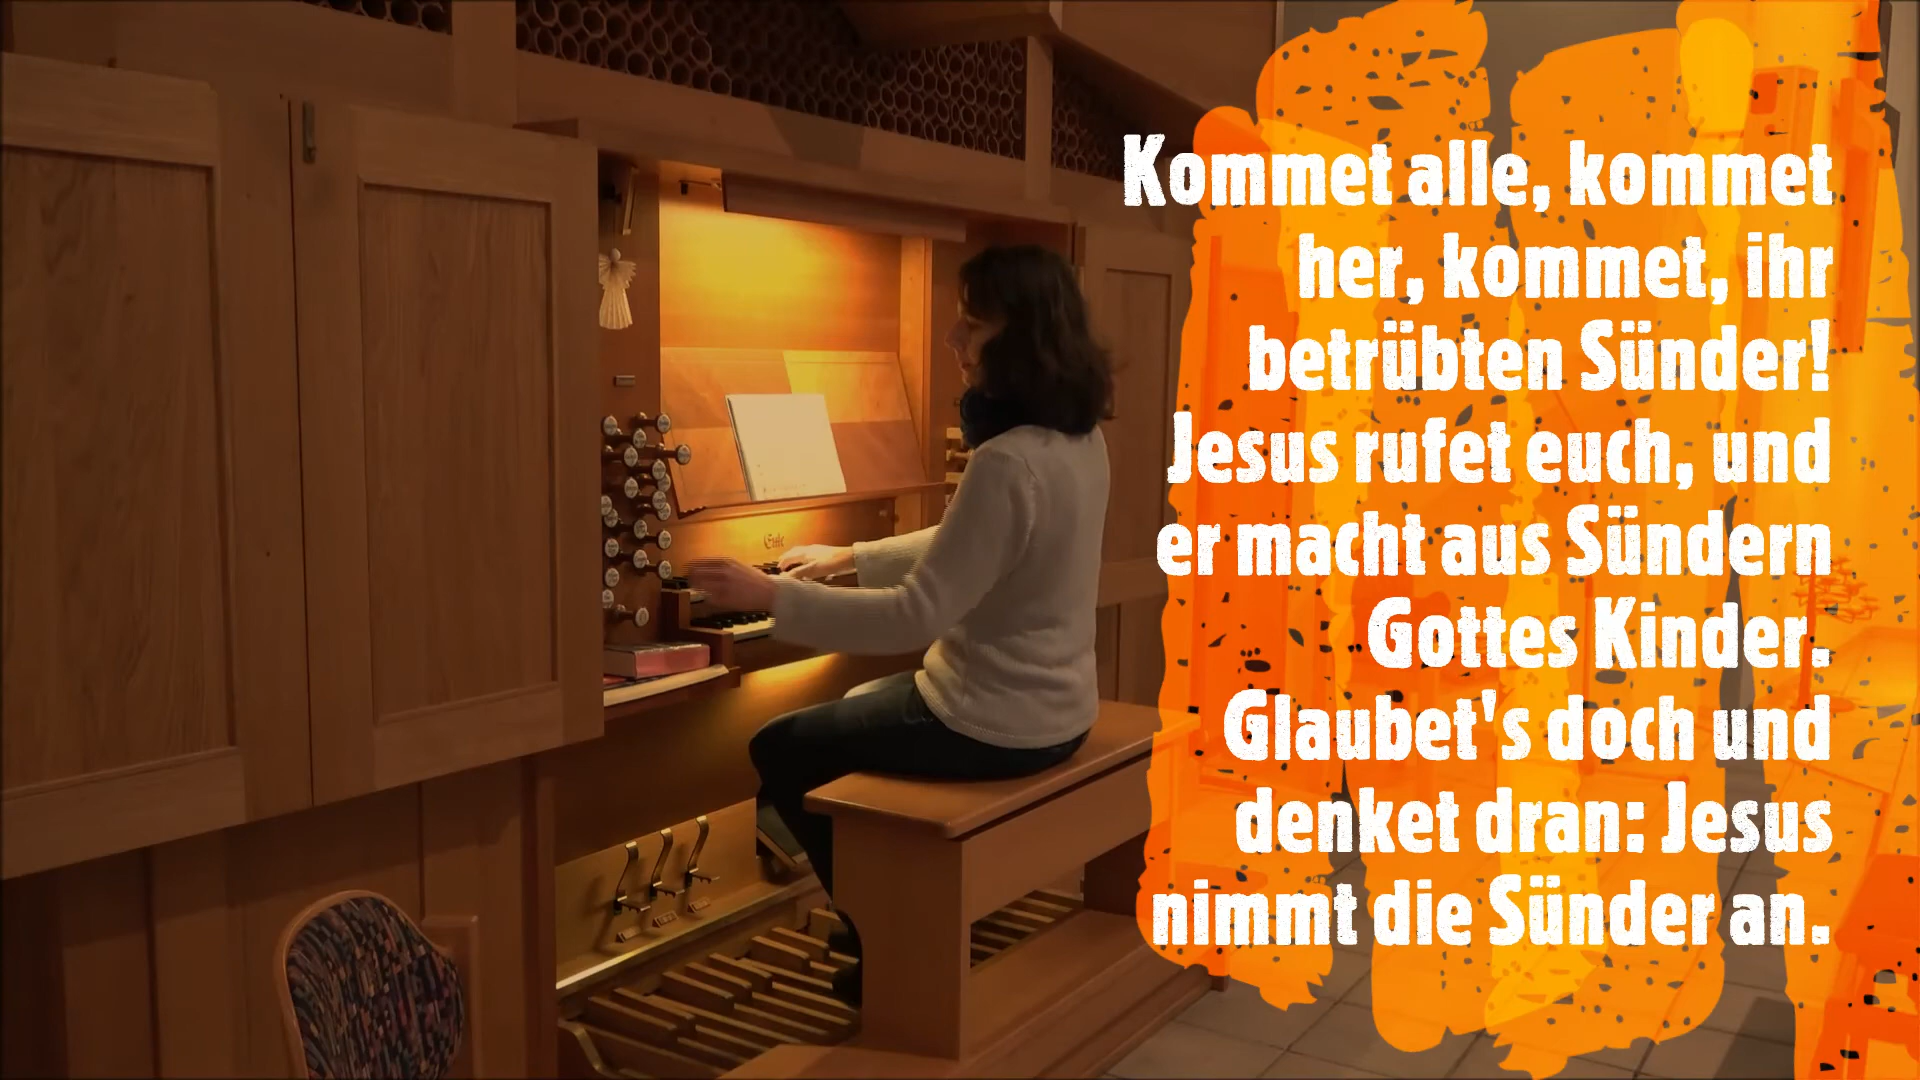 Kommet alle, kommet
her, kommet, ihr
betrübten Sünder!
Jesus rufet euch, und
er macht aus Sündern
Gottes Kinder.
Glaubet's doch und
denket dran: Jesus
nimmt die Sünder an.